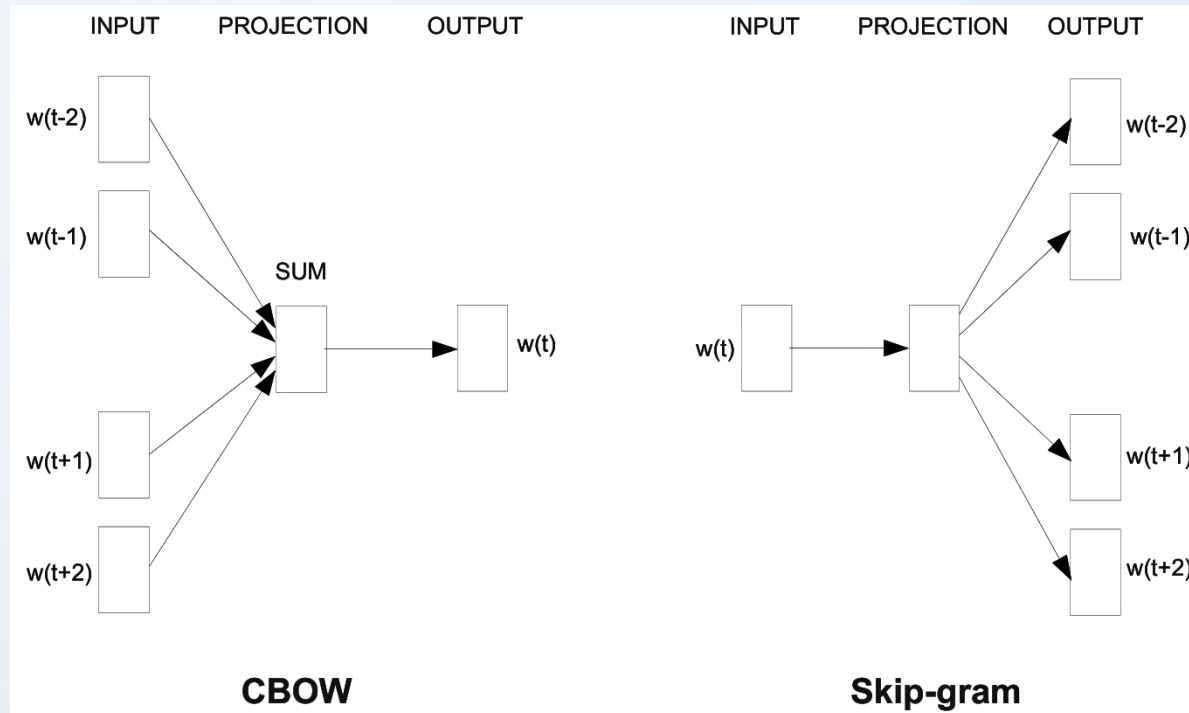 INPUT PROJECTION OUTPUT
w(t-2)
w(t-1)
SUM
w(t)
w(t+1)
w(t+2)
CBOW
INPUT PROJECTION OUTPUT
w(t-2)
w(t-1)
w(t)
w(t+1)
w(t+2)
Skip-gram